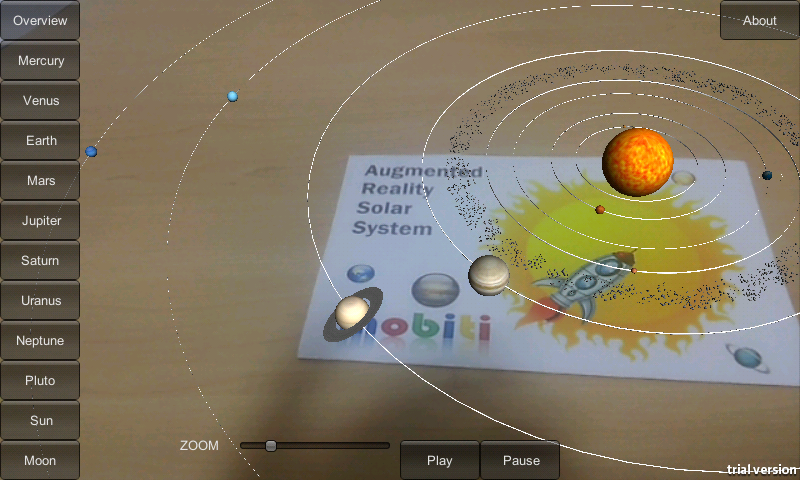 Overview
Mercury
Venus
Earth
Mars
Jupiter
Saturn
Uranus
Neptune
Pluto
Sun
Moon
About
Augmented
Reality
Solar
System
mobiti
ZOOM
Play
Pause
trial version